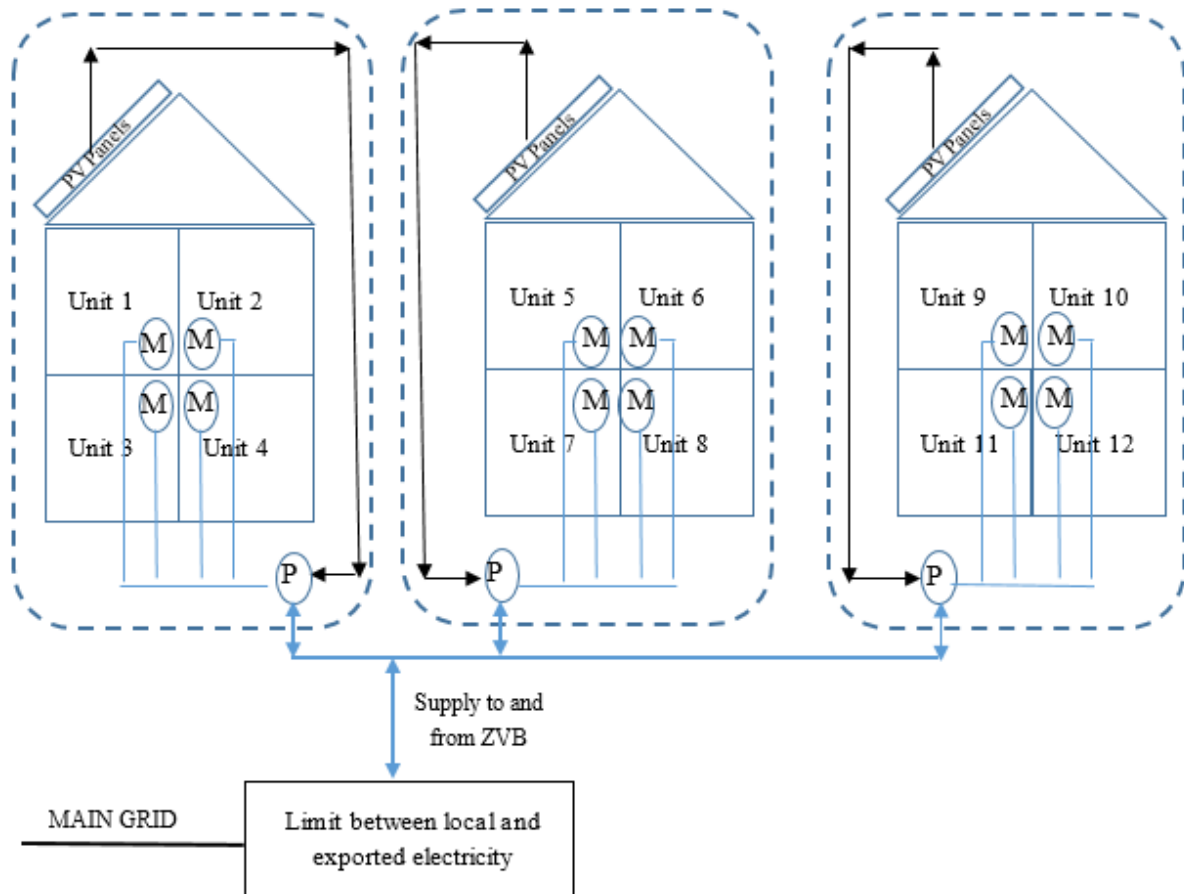 PV Panels
PV Panels
PV Panels
Unit 1
Unit 2
M
M
M
M
Unit 3
Unit 4
P
Unit 5
Unit 6
M
M
M
M
Unit 7
Unit 8
P
Unit 9
Unit 10
M
M
M
M
Unit 11
Unit 12
P
Supply to and
from ZVB
MAIN GRID
Limit between local and
exported electricity